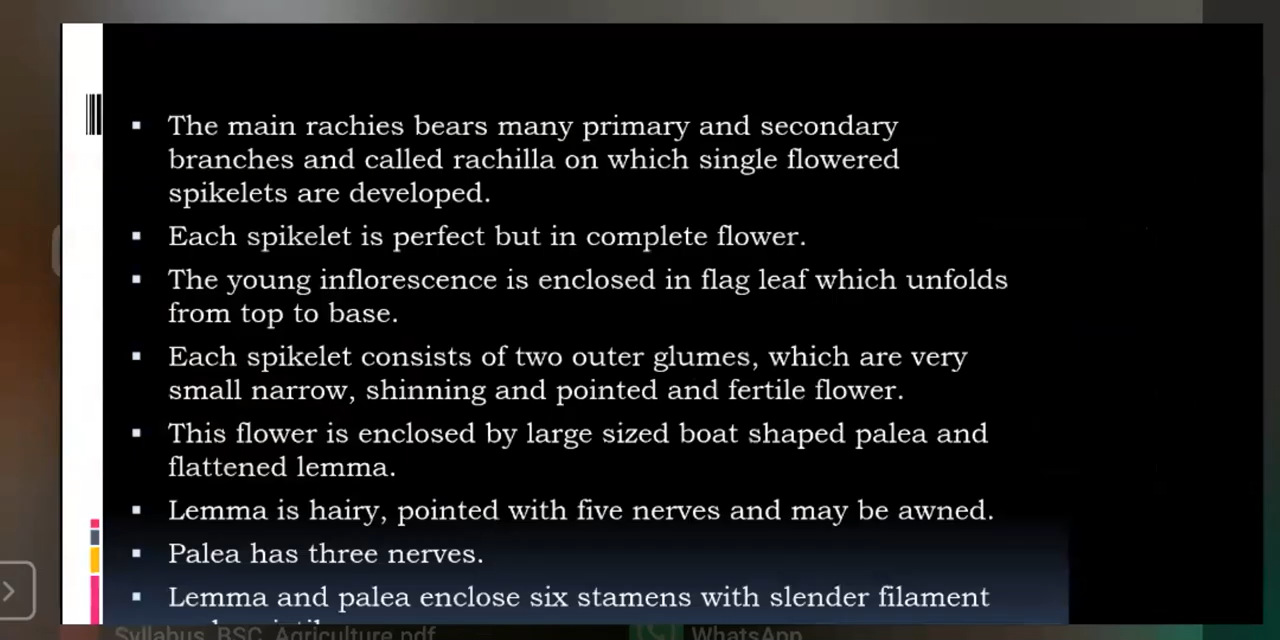 ▪ The main rachies bears many primary and secondary
branches and called rachilla on which single flowered
spikelets are developed.
▪ Each spikelet is perfect but in complete flower.
▪ The young inflorescence is enclosed in flag leaf which unfolds
from top to base.
▪ Each spikelet consists of two outer glumes, which are very
small narrow, shinning and pointed and fertile flower.
▪ This flower is enclosed by large sized boat shaped palea and
flattened lemma.
▪ Lemma is hairy, pointed with five nerves and may be awned.
▪ Palea has three nerves.
▪ Lemma and palea enclose six stamens with slender filament
Syllabus_BSC_Agriculture.pdf
WhatsApp